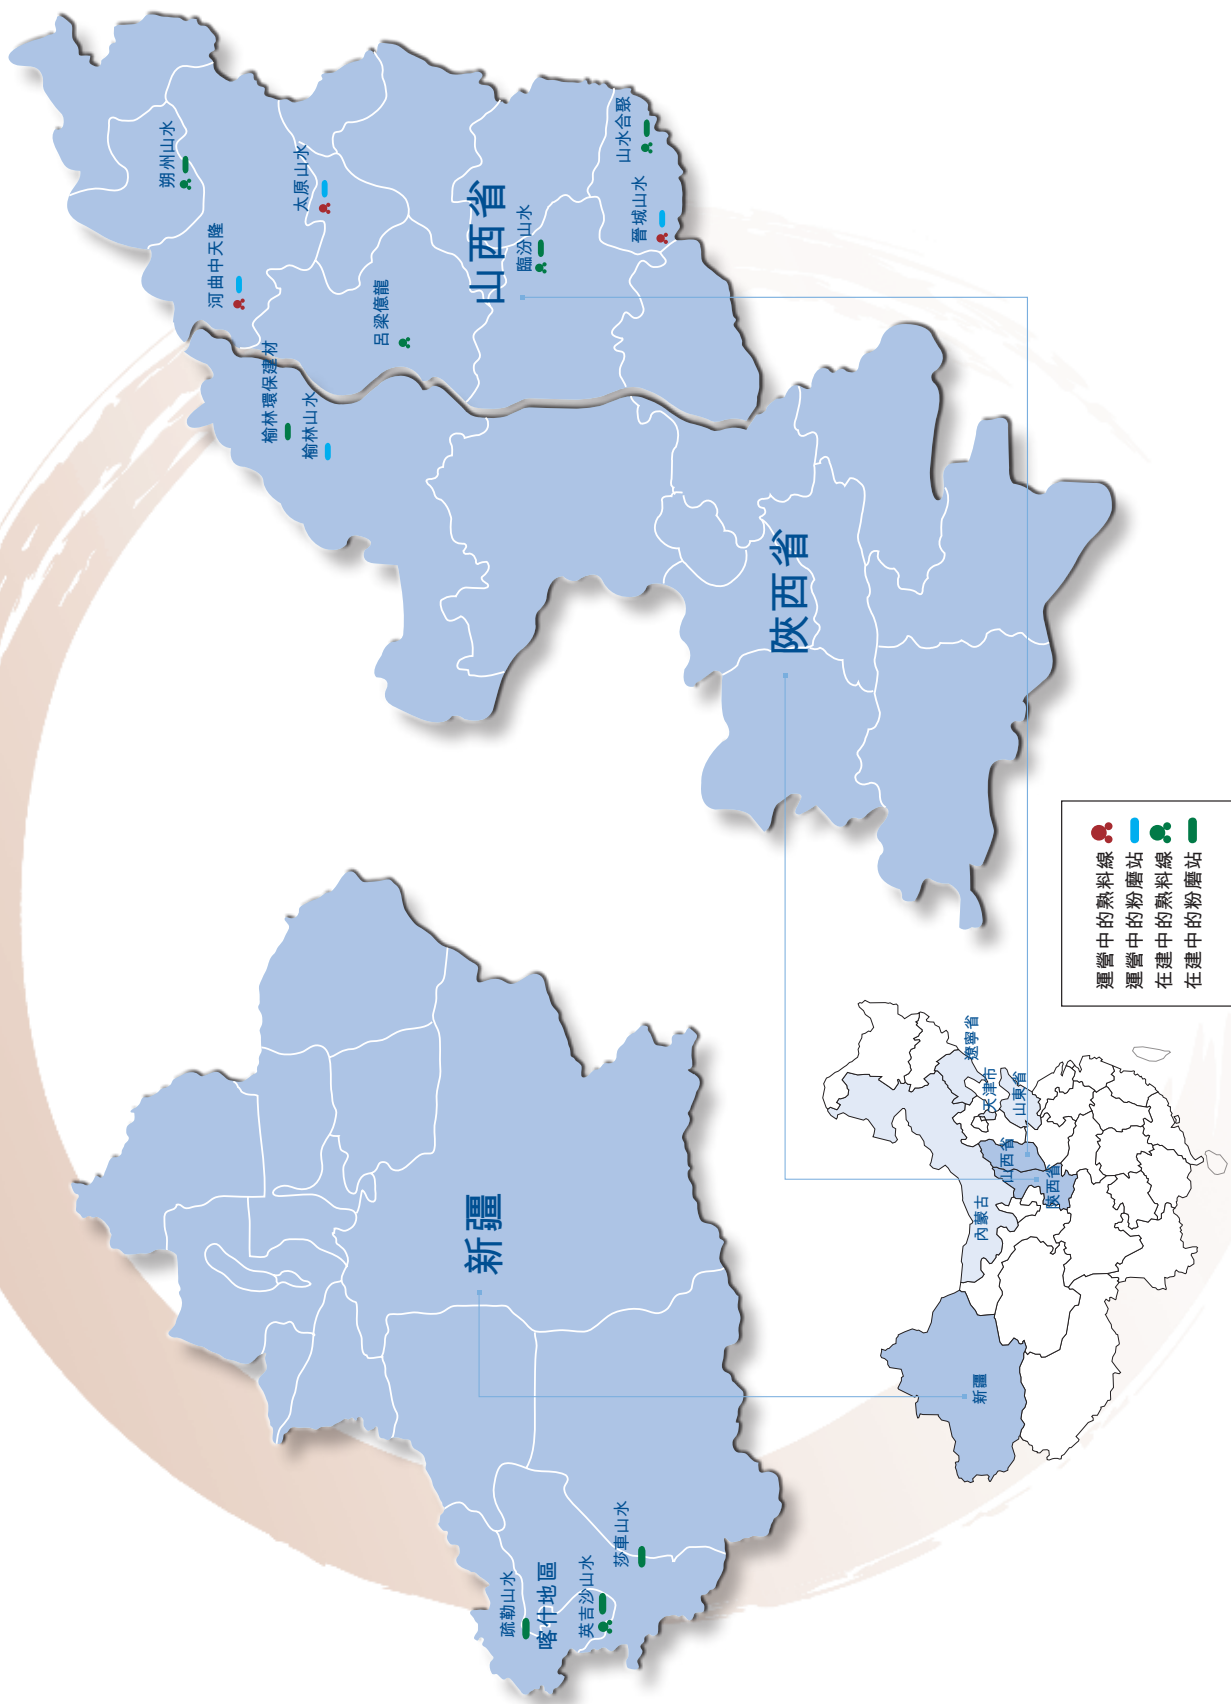 朔州山水
河曲中天隆
太原山水
呂梁億龍
山西省
臨汾山水
山水合聚
晉城山水
榆林環保建材
榆林山水
陝西省
新疆
疏勒山水
喀什地區
英吉沙山水
莎車山水
遼寧省
天津市
山東省
山西省
陝西省
內蒙古
新疆
運營中的熟料線
運營中的粉磨站
在建中的熟料線
在建中的粉磨站